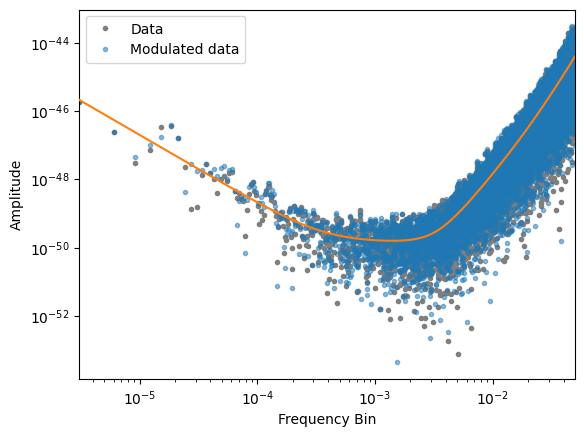 Data
Modulated data
10⁻⁴⁴
10⁻⁴⁶
10⁻⁴⁸
10⁻⁵⁰
10⁻⁵²
Amplitude
10⁻⁵
10⁻⁴
10⁻³
10⁻²
Frequency Bin